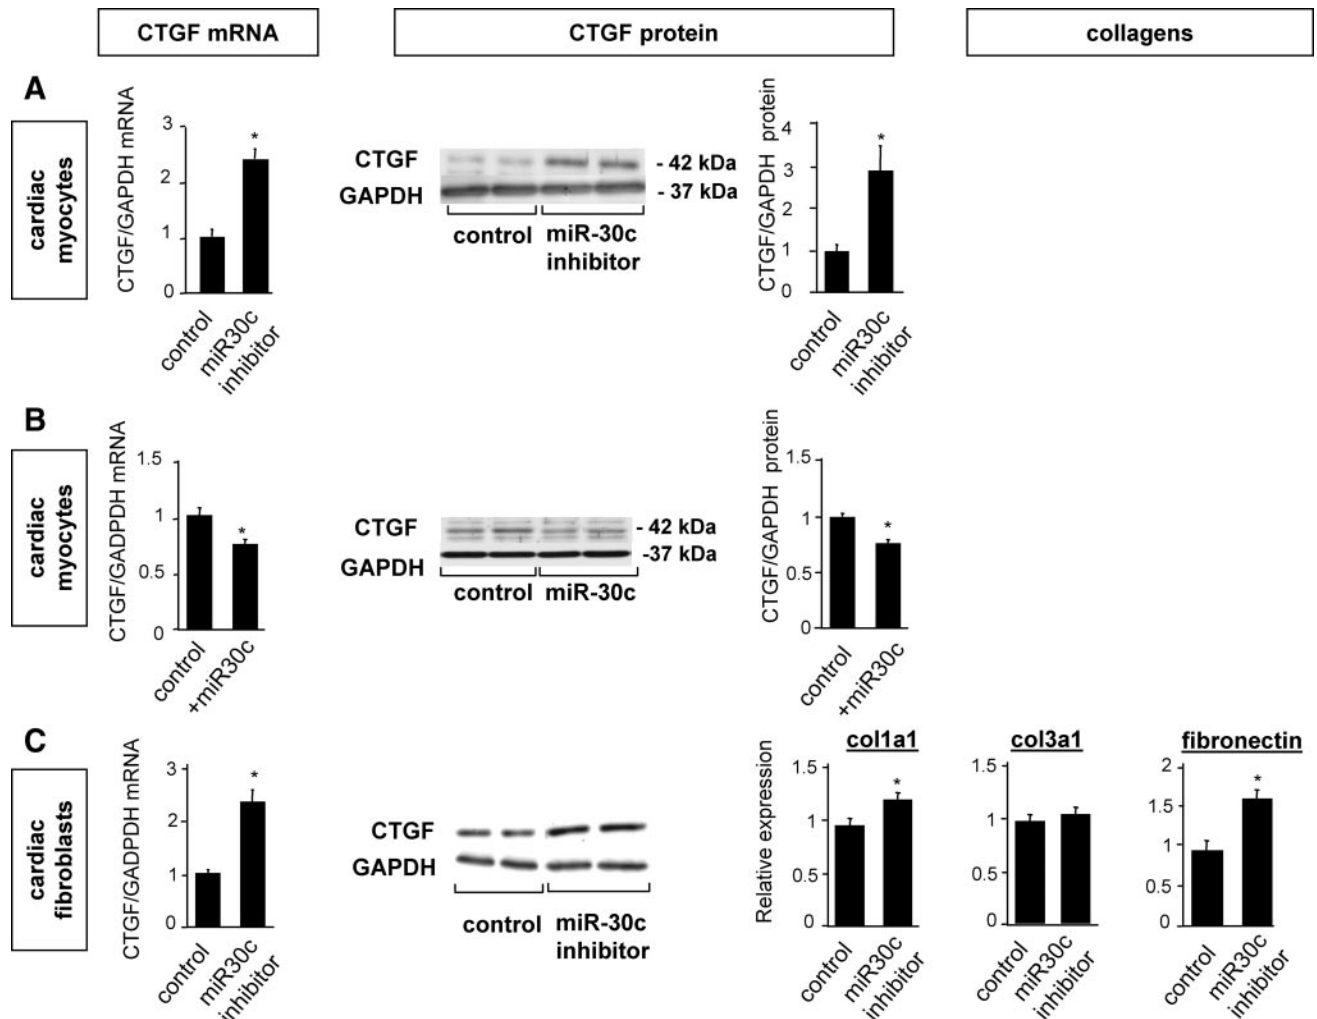 CTGF mRNA
CTGF protein
collagens
A
cardiac
myocytes
CTGF/GAPDH mRNA
3
2
1
0
control
miR30c
inhibitor
CTGF
GAPDH
- 42 kDa
- 37 kDa
control
miR-30c
inhibitor
CTGF/GAPDH protein
4
3
2
1
0
control
miR30c
inhibitor
*
*
B
cardiac
myocytes
CTGF/GADPDH mRNA
1.5
1
0.5
0
control
+miR30c
*
CTGF
GAPDH
- 42 kDa
-37 kDa
control
miR-30c
CTGF/GAPDH protein
1.5
1
0.5
0
control
+miR30c
*
C
cardiac
fibroblasts
CTGF/GADPDH mRNA
3
2
1
0
control
miR30c
inhibitor
*
CTGF
GAPDH
control
miR-30c
inhibitor
Relative expression
col1a1
1.5
1
0.5
0
*
control
miR30c
inhibitor
col3a1
1.5
1
0.5
0
control
miR30c
inhibitor
fibronectin
2
1.5
1
0.5
0
*
control
miR30c
inhibitor